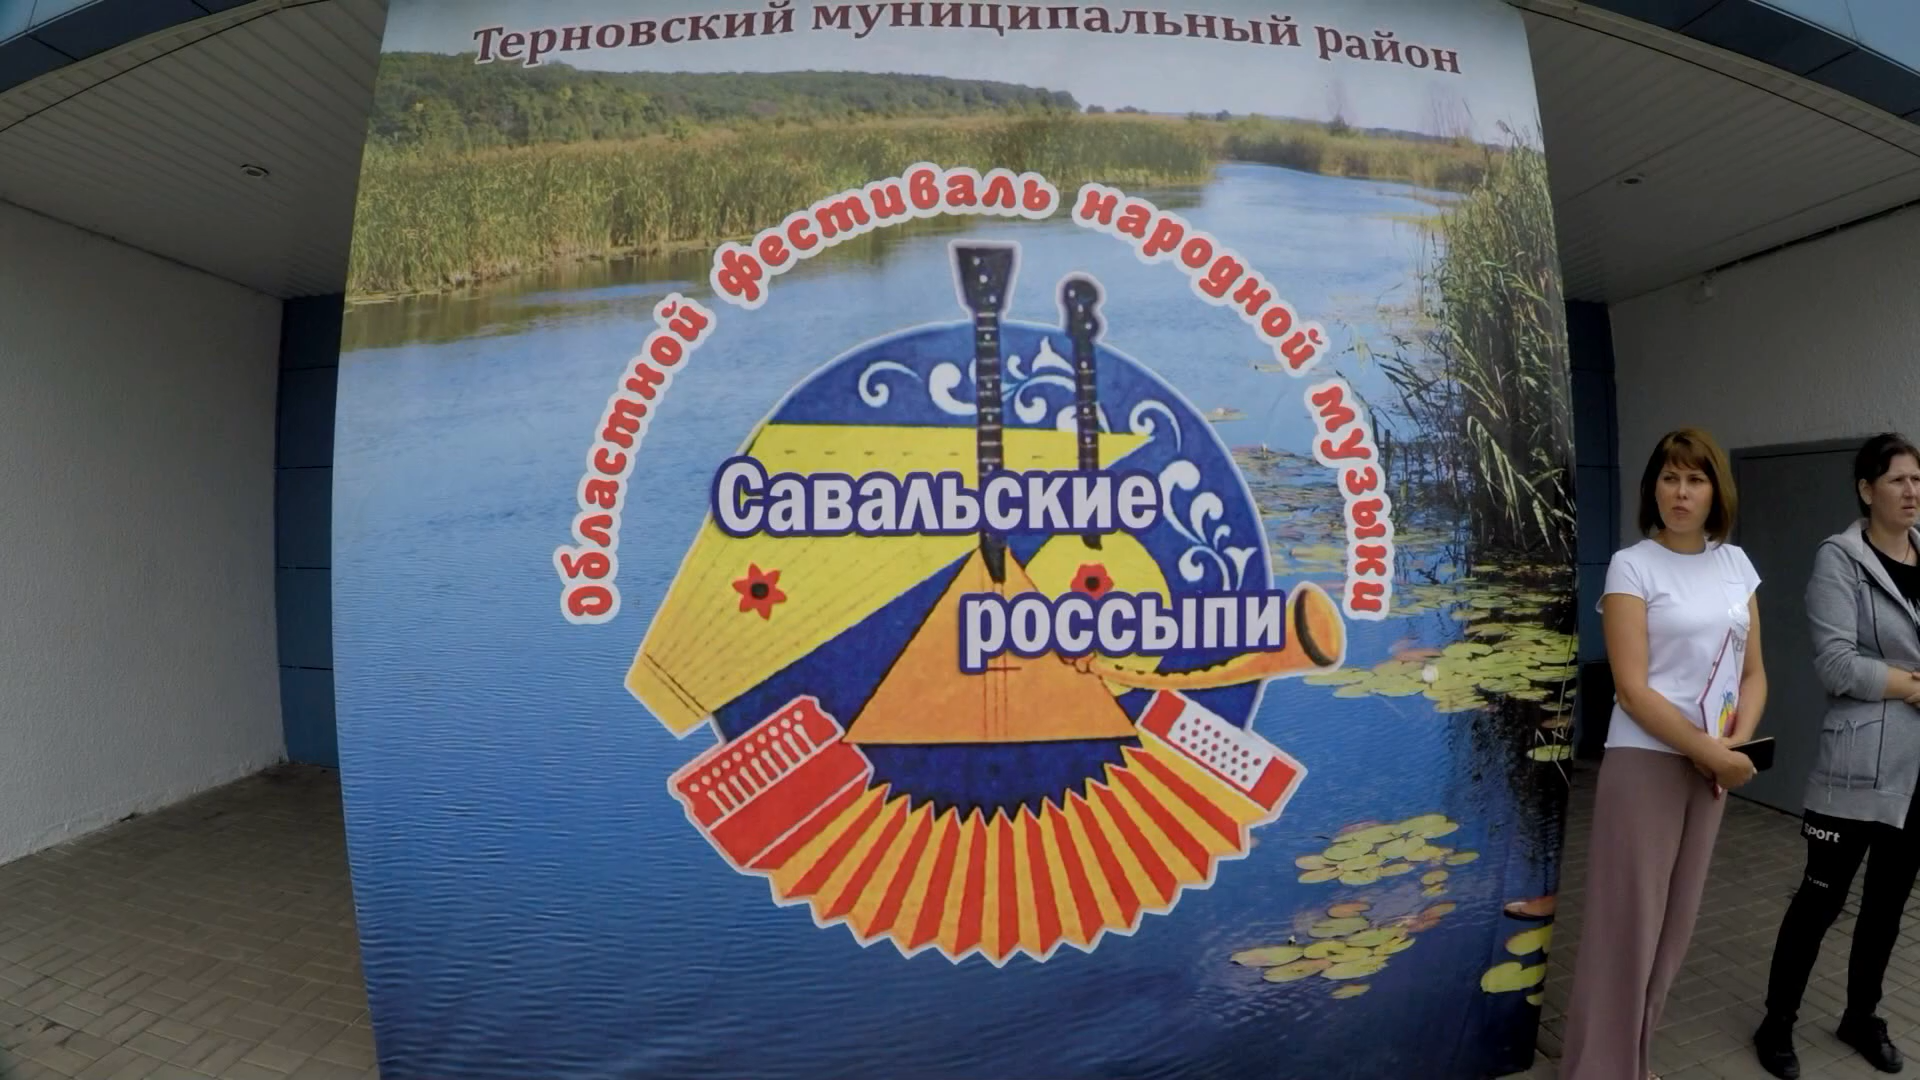 Терновский муниципальный район
Областной фестиваль народной музыки
Савальские
россыпи
sport